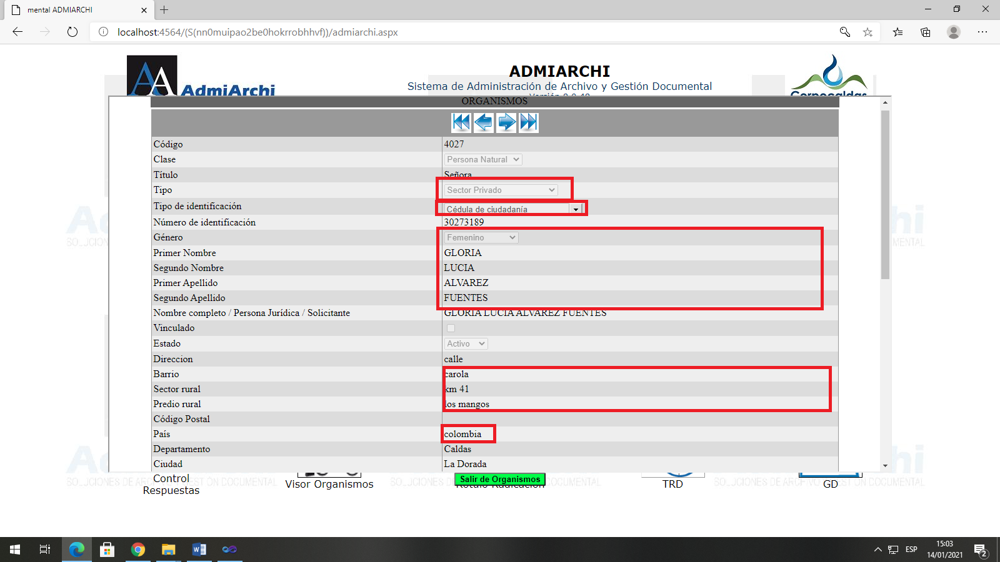 mental ADMIARCHI
localhost:4564/(S(nn0muipao2be0hokrrobhhvf))/admiarchi.aspx
AdmiArchi
ADMIARCHI
Sistema de Administración de Archivo y Gestión Documental
Corpocaldas
ORGANISMOS
Código 4027
Clase Persona Natural
Título Señora
Tipo Sector Privado
Tipo de identificación Cédula de ciudadanía
Número de identificación 30273189
Género Femenino
Primer Nombre GLORIA
Segundo Nombre LUCIA
Primer Apellido ALVAREZ
Segundo Apellido FUENTES
Nombre completo / Persona Jurídica / Solicitante GLORIA LUCIA ALVAREZ FUENTES
Vinculado
Estado Activo
Direccion calle
Barrio carola
Sector rural km 41
Predio rural los mangos
Código Postal
País colombia
Departamento Caldas
Ciudad La Dorada
Control Respuestas
Visor Organismos
Salir de Organismos
Rotulo Radicación
TRD
GD
ESP
15:03
14/01/2021
2